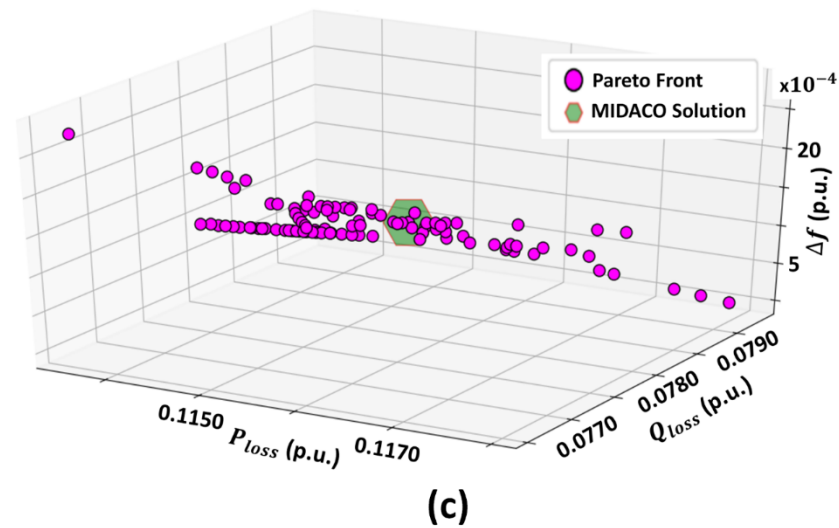 Pareto Front
MIDACO Solution
x10⁻⁴
20
5
Δf (p.u.)
0.0790
0.0780
0.0770
Q_loss (p.u.)
0.1150
0.1170
P_loss (p.u.)
(c)